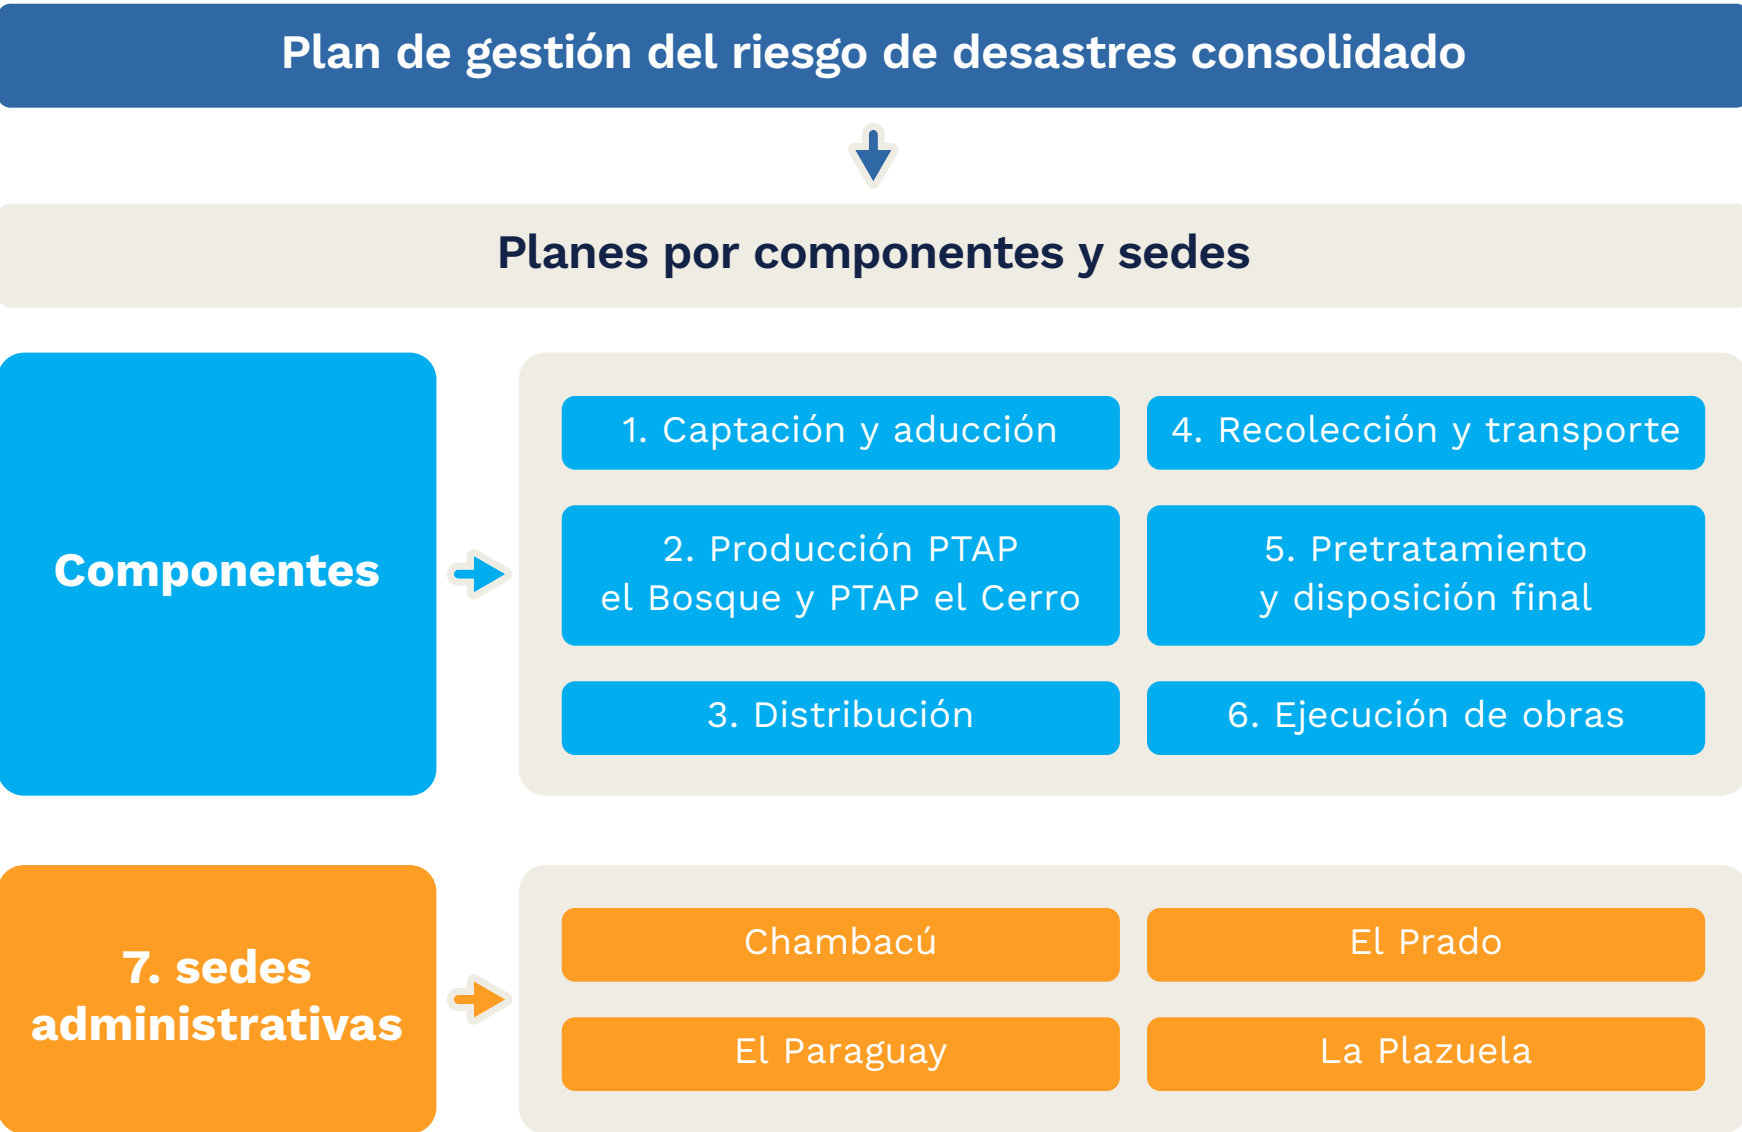 Plan de gestión del riesgo de desastres consolidado
Planes por componentes y sedes
Componentes
1. Captación y aducción
2. Producción PTAP
el Bosque y PTAP el Cerro
3. Distribución
4. Recolección y transporte
5. Pretratamiento
y disposición final
6. Ejecución de obras
7. sedes
administrativas
Chambacú
El Prado
El Paraguay
La Plazuela